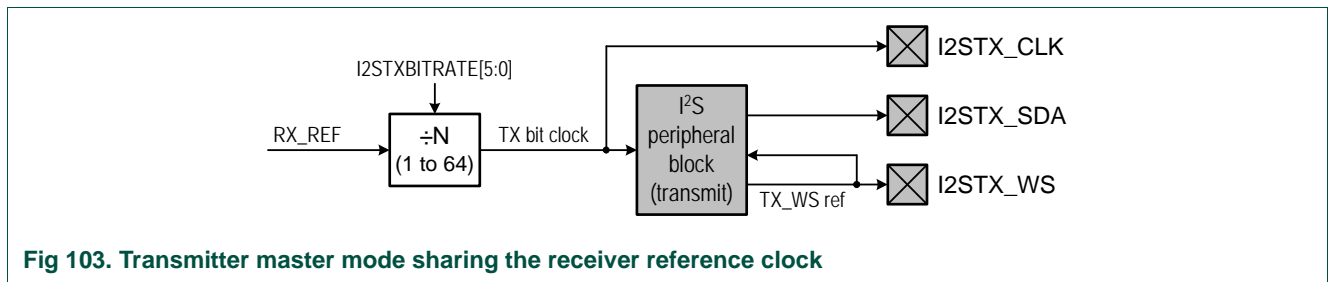 I2STX_CLK
I2STXBITRATE[5:0]
I²S
peripheral
block
(transmit)
I2STX_SDA
RX_REF
÷N
(1 to 64)
TX bit clock
I2STX_WS
TX_WS ref
Fig 103. Transmitter master mode sharing the receiver reference clock